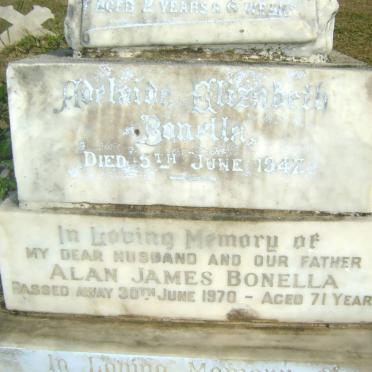 AGED 2 YEARS & 6 WEEKS
Adelaide Elizabeth
Bonella
DIED 5TH JUNE 1947
In Loving Memory of
MY DEAR HUSBAND AND OUR FATHER
ALAN JAMES BONELLA
PASSED AWAY 30TH JUNE 1970 - AGED 71 YEAR
In Loving Memory of